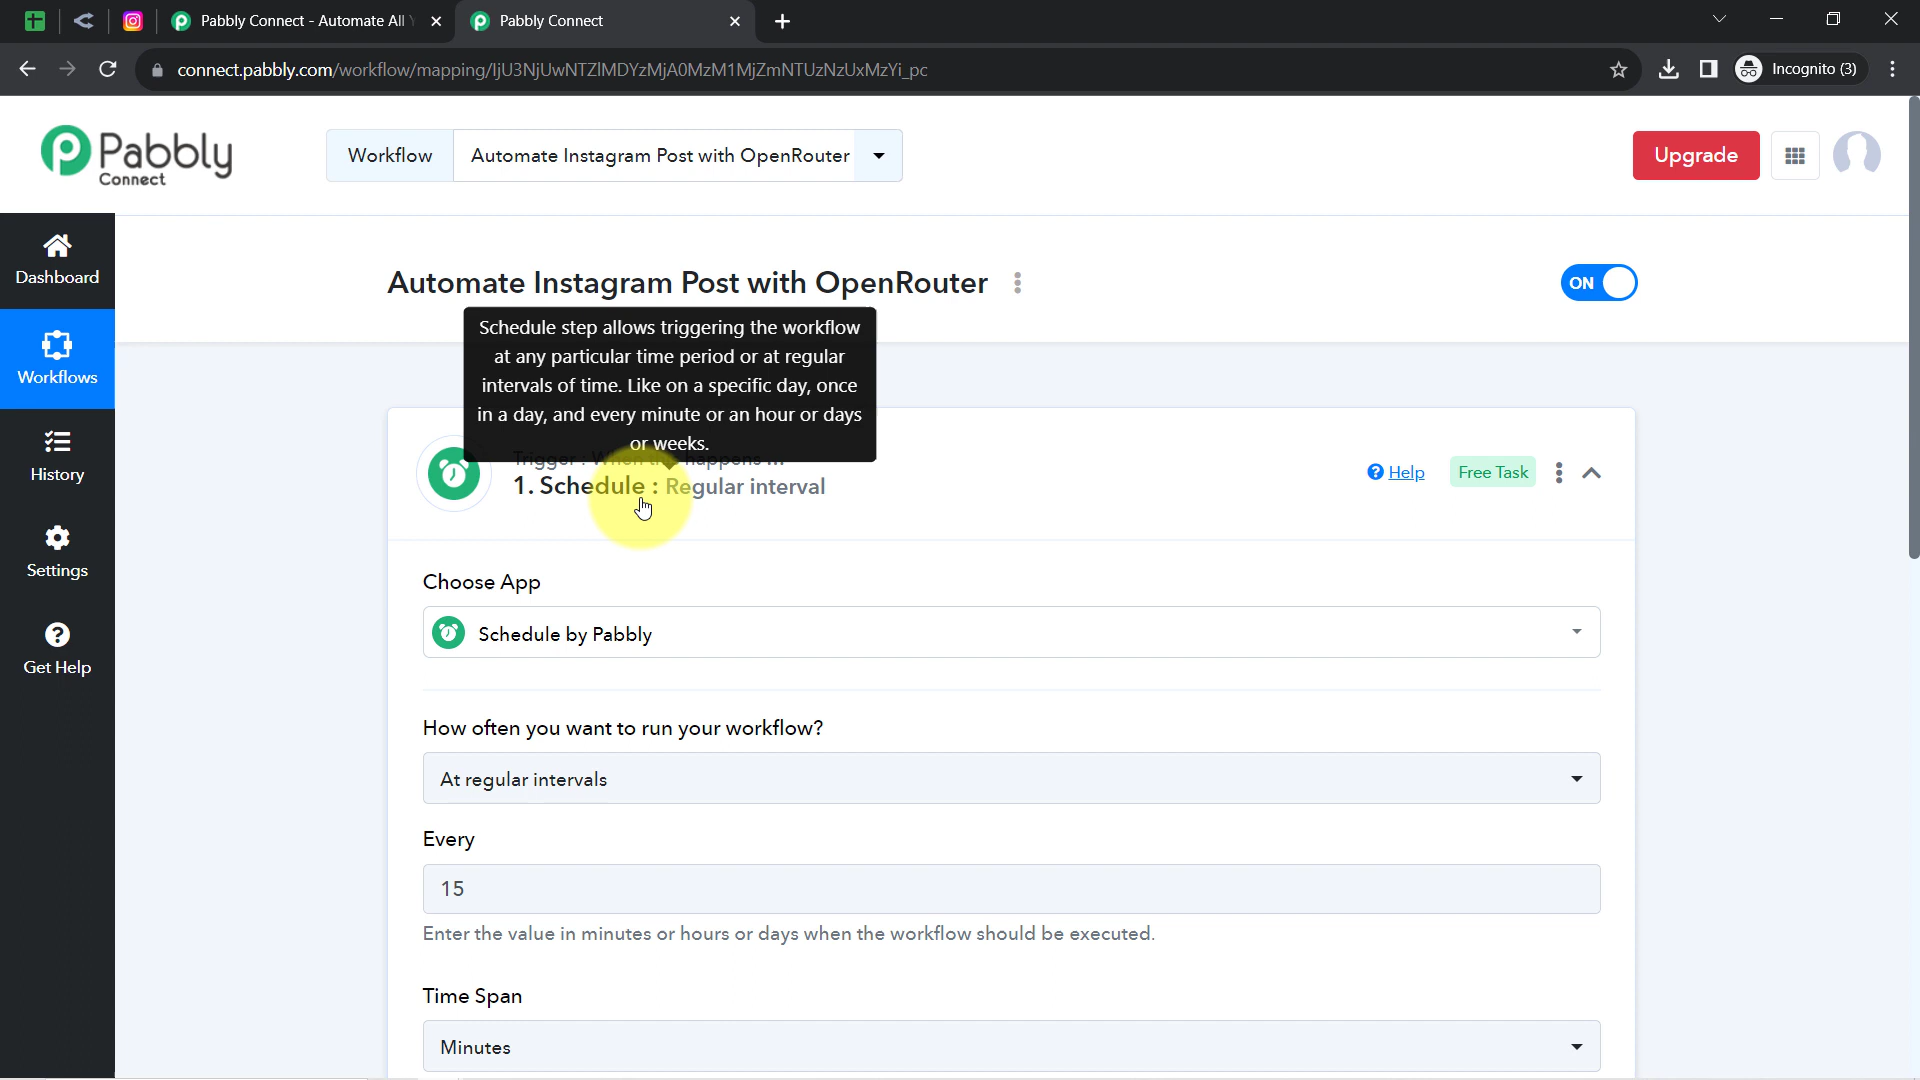 Pabbly Connect - Automate All
Pabbly Connect
connect.pabbly.com/workflow/mapping/IjU3NjUwNTZlMDYzMjA0MzM1MjZmNTUzNzUxMzYi_pc
Incognito (3)
Pabbly
Connect
Workflow
Automate Instagram Post with OpenRouter
Upgrade
Dashboard
Workflows
History
Settings
Get Help
Automate Instagram Post with OpenRouter
ON
Schedule step allows triggering the workflow
at any particular time period or at regular
intervals of time. Like on a specific day, once
in a day, and every minute or an hour or days
or weeks.
Trigger : When this happens ...
1. Schedule : Regular interval
Help
Free Task
Choose App
Schedule by Pabbly
How often you want to run your workflow?
At regular intervals
Every
15
Enter the value in minutes or hours or days when the workflow should be executed.
Time Span
Minutes